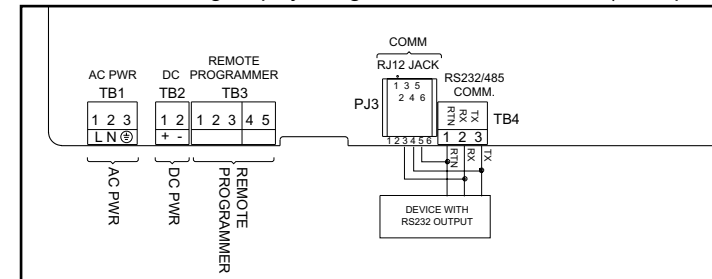 COMM
RJ12 JACK
REMOTE
AC PWR DC PROGRAMMER
TB1 TB2 TB3
RS232/485
COMM.
PJ3
1 3 5
2 4 6
TB4
RTN RX TX
1 2 3 1 2 1 2 3 4 5
L N + -
1 2 3 4 5 6
1 2 3
RTN RX TX
AC PWR
DC PWR
REMOTE
PROGRAMMER
DEVICE WITH
RS232 OUTPUT